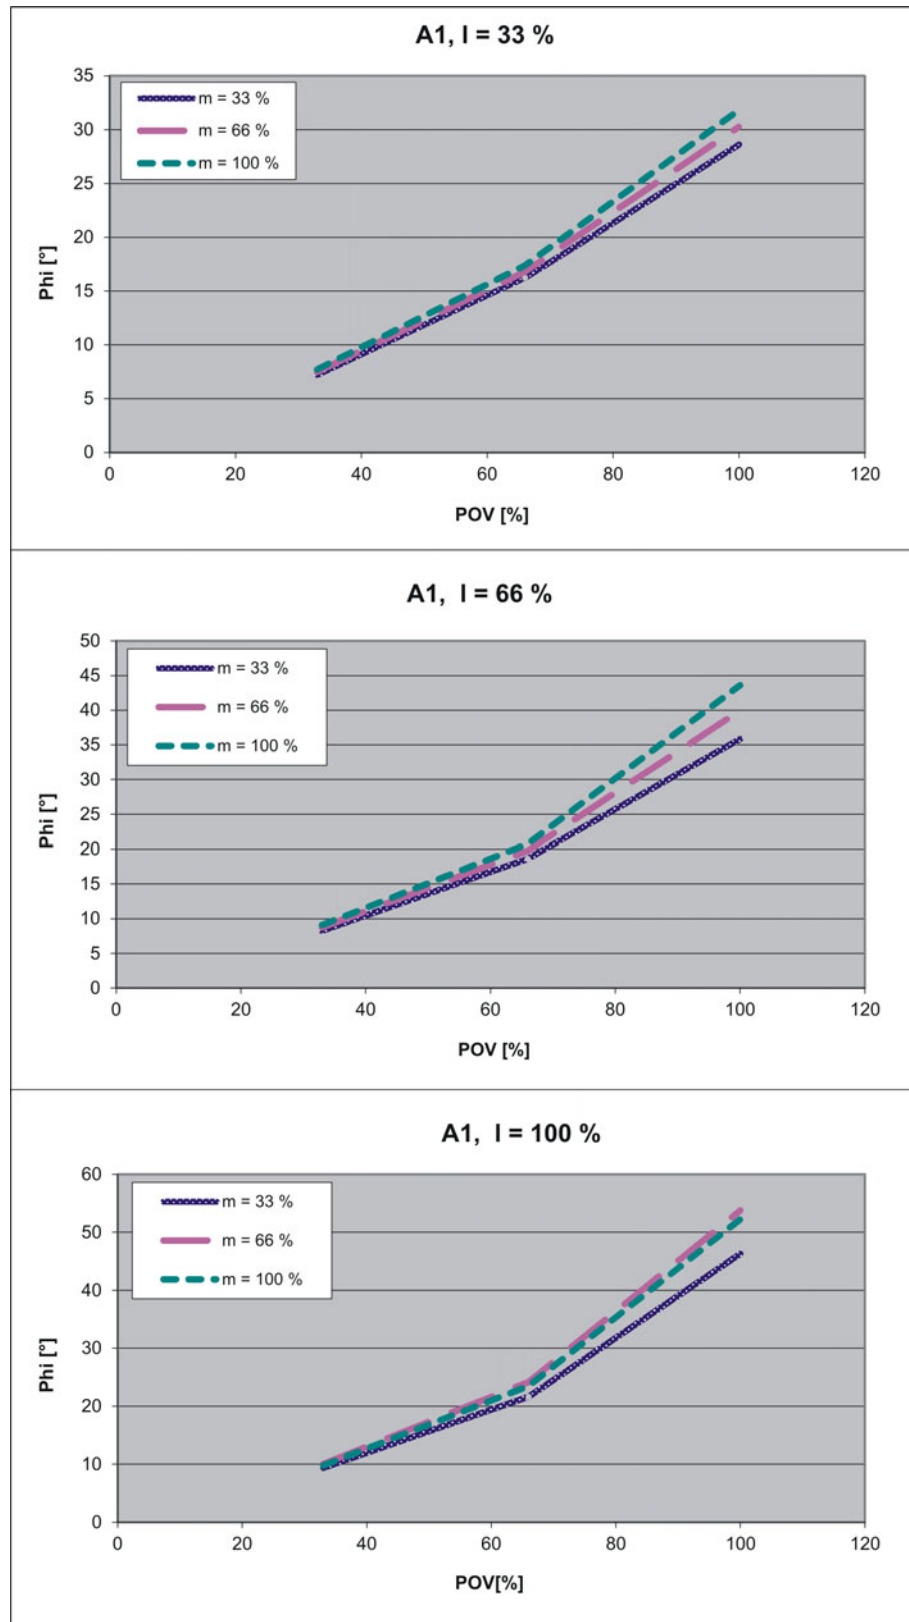 A1, l = 33 %
35
30
25
20
15
10
5
0
m = 33 %
m = 66 %
m = 100 %
Phi [°]
0 20 40 60 80 100 120
POV [%]
A1, l = 66 %
50
45
40
35
30
25
20
15
10
5
0
m = 33 %
m = 66 %
m = 100 %
Phi [°]
0 20 40 60 80 100 120
POV [%]
A1, l = 100 %
60
50
40
30
20
10
0
m = 33 %
m = 66 %
m = 100 %
Phi [°]
0 20 40 60 80 100 120
POV[%]